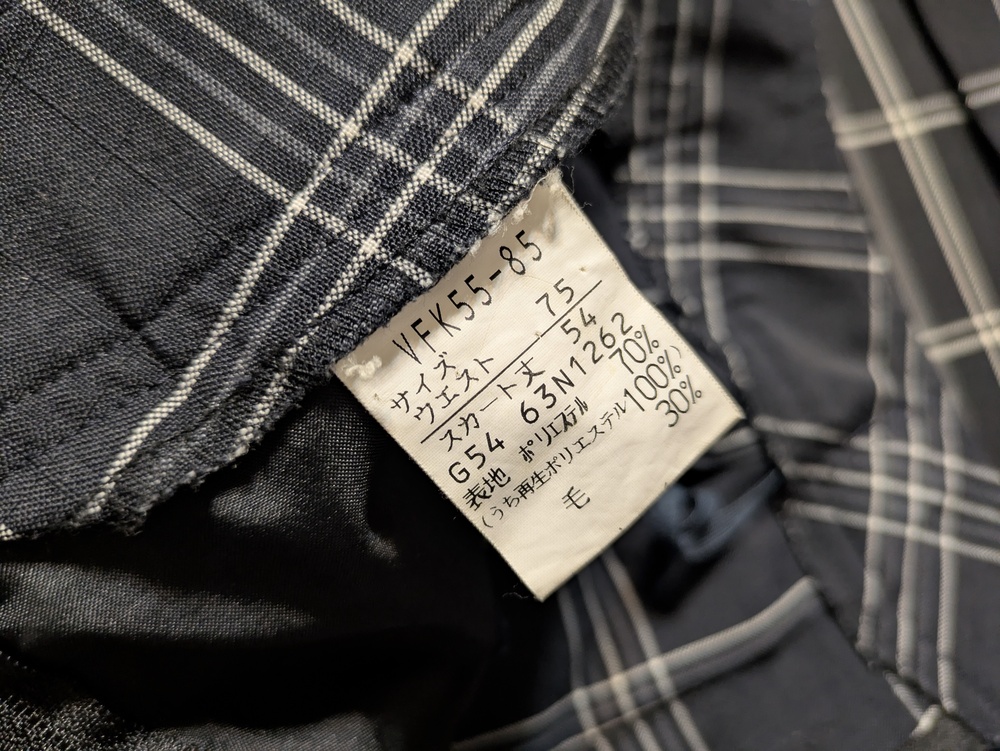 VFK55-85
サイズ
ウエスト 75
スカート丈 54
G54 63N1262
表地 ポリエステル 70%
(うち再生ポリエステル100%)
毛 30%